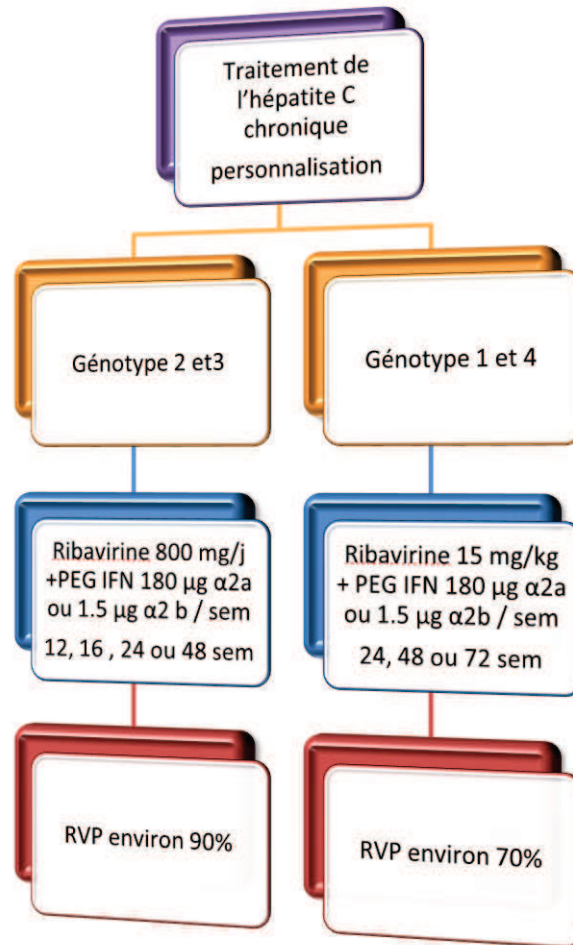 Traitement de
l'hépatite C
chronique
personnalisation
Génotype 2 et3
Génotype 1 et 4
Ribavirine 800 mg/j
+PEG IFN 180 µg α2a
ou 1.5 µg α2 b / sem
12, 16 , 24 ou 48 sem
Ribavirine 15 mg/kg
+ PEG IFN 180 µg α2a
ou 1.5 µg α2b / sem
24, 48 ou 72 sem
RVP environ 90%
RVP environ 70%